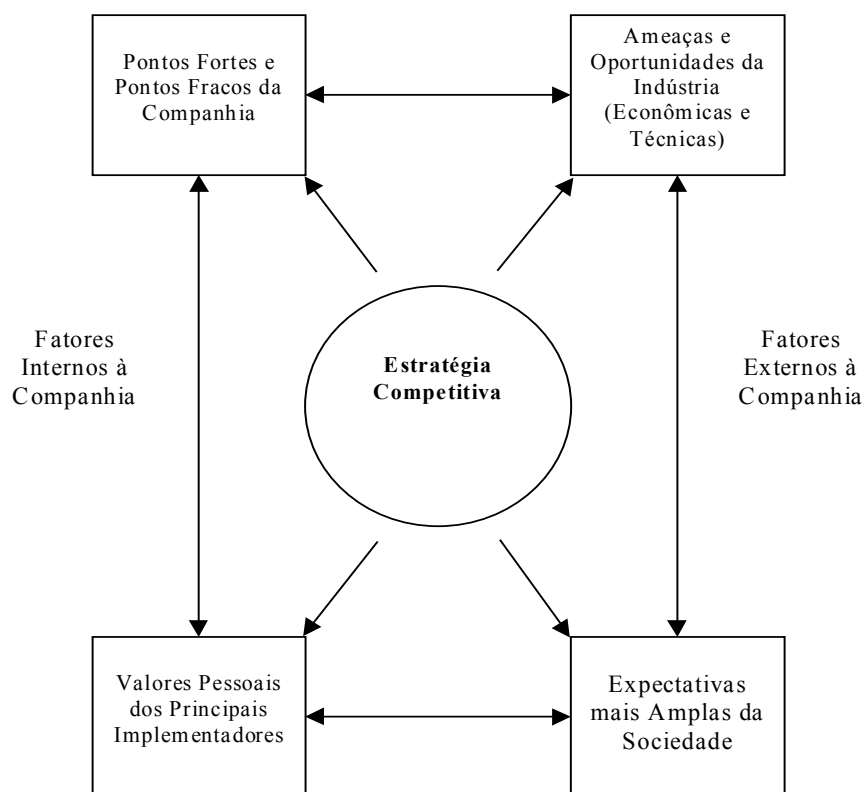 Pontos Fortes e
Pontos Fracos da
Companhia
Ameaças e
Oportunidades da
Indústria
(Econômicas e
Técnicas)
Fatores
Internos à
Companhia
Estratégia
Competitiva
Fatores
Externos à
Companhia
Valores Pessoais
dos Principais
Implementadores
Expectativas
mais Amplas da
Sociedade